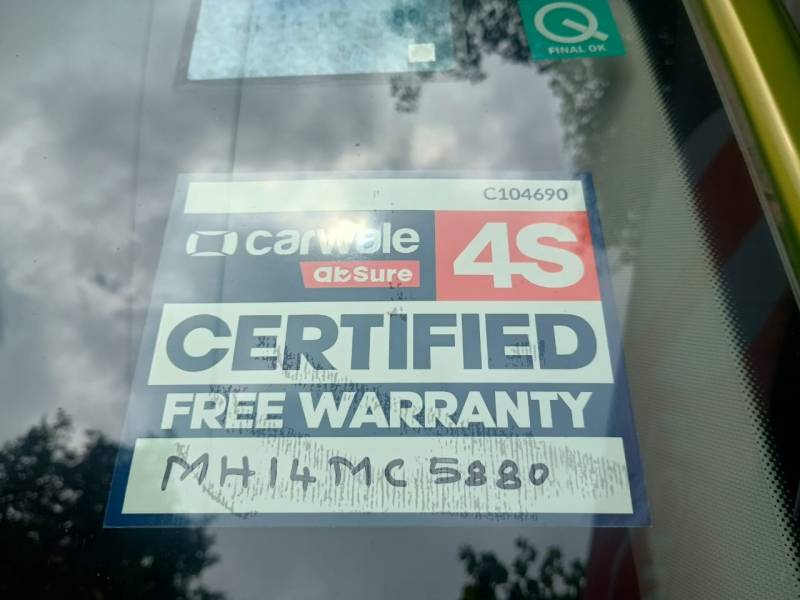 Q
FINAL OK
C104690
carwale
abSure
4S
CERTIFIED
FREE WARRANTY
MH14MC5880